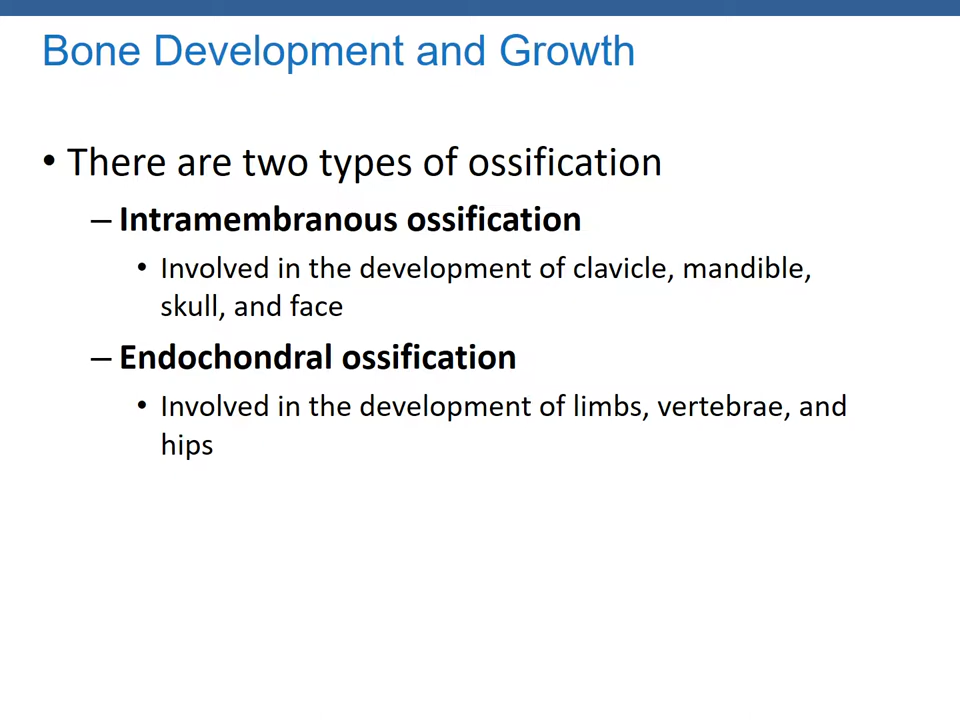 Bone Development and Growth
• There are two types of ossification
– Intramembranous ossification
• Involved in the development of clavicle, mandible,
skull, and face
– Endochondral ossification
• Involved in the development of limbs, vertebrae, and
hips